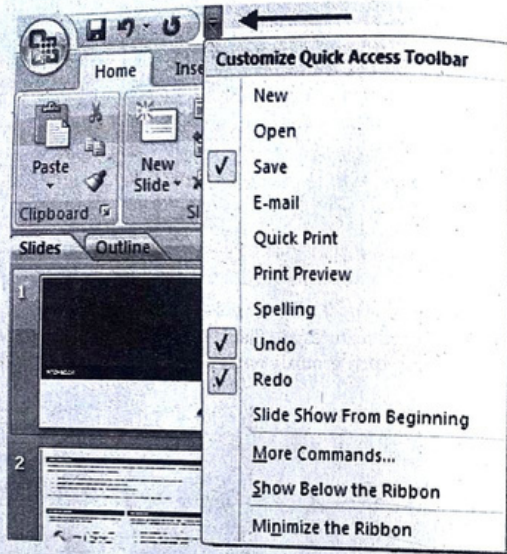 Home
Inse
Paste
New
Slide
Clipboard
Sl
Slides
Outline
1
2
Customize Quick Access Toolbar
New
Open
Save
E-mail
Quick Print
Print Preview
Spelling
Undo
Redo
Slide Show From Beginning
More Commands...
Show Below the Ribbon
Minimize the Ribbon